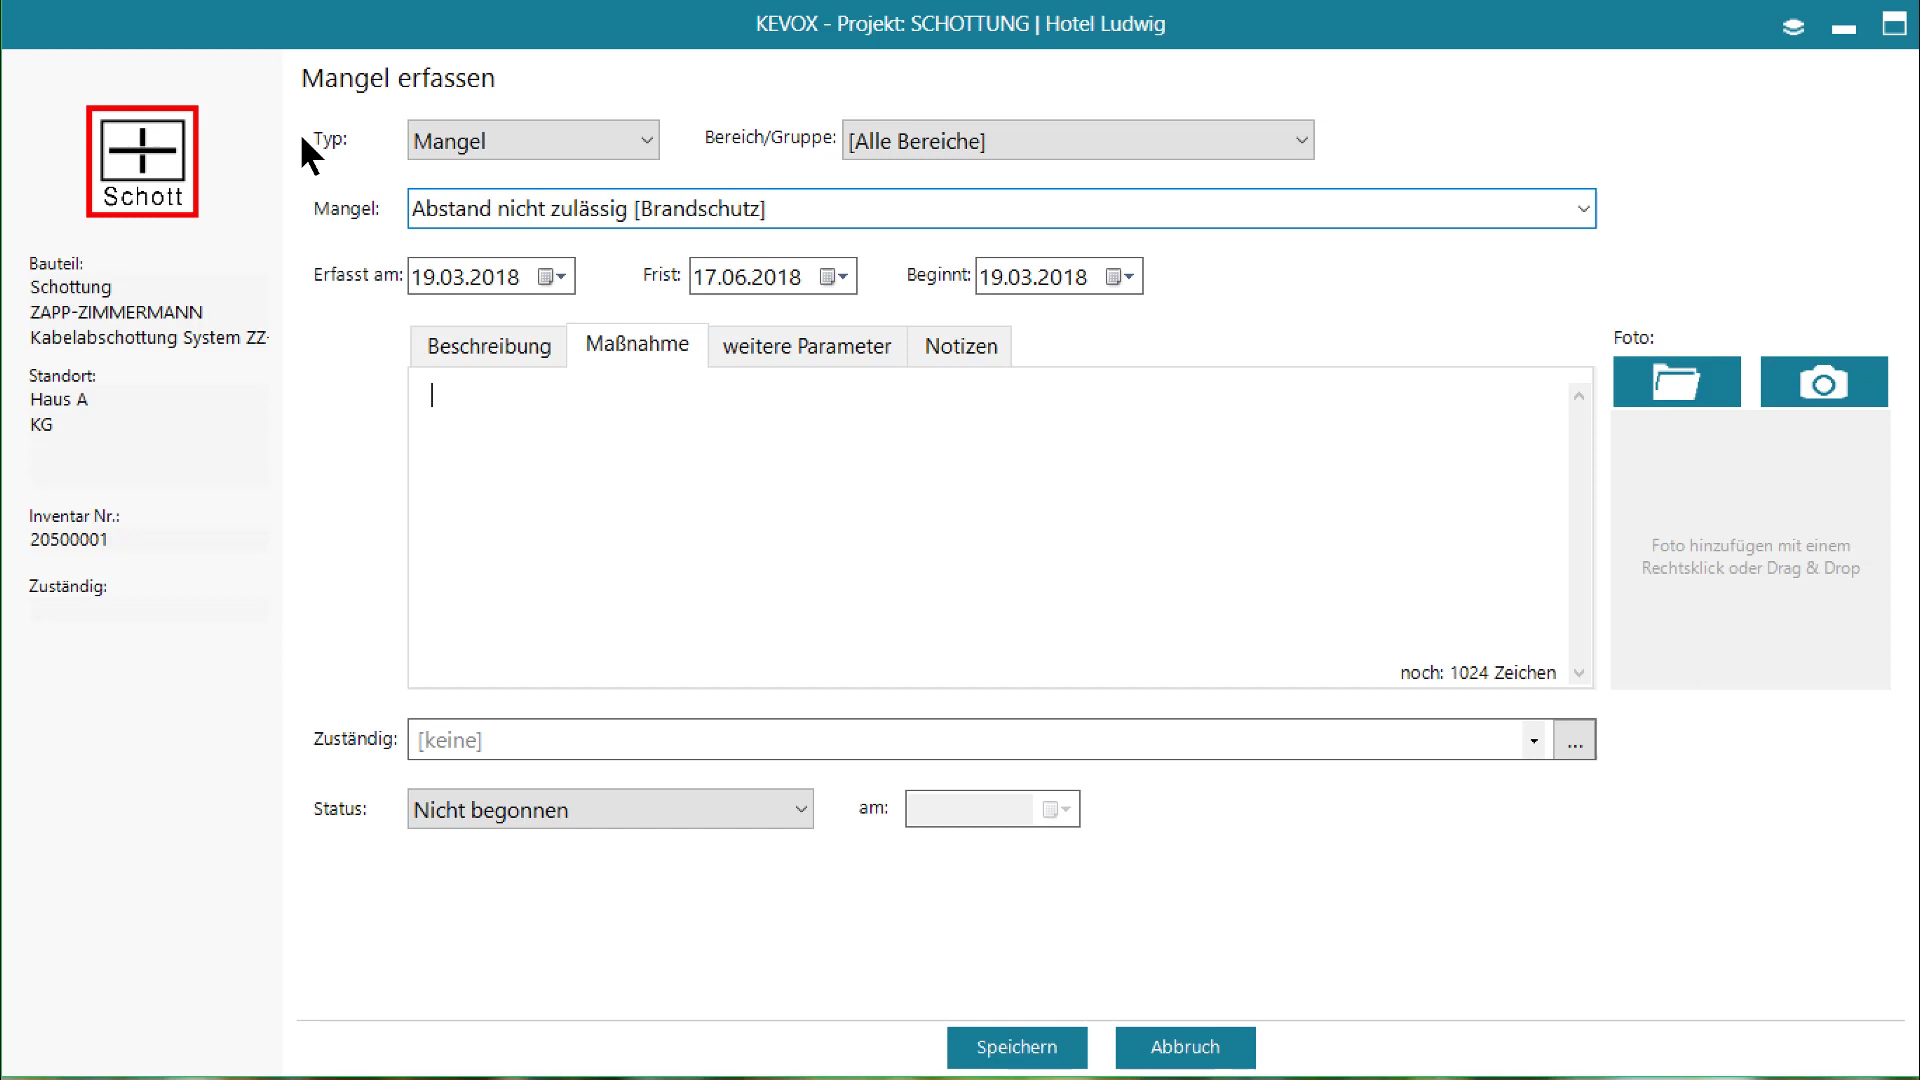 KEVOX - Projekt: SCHOTTUNG | Hotel Ludwig
Mangel erfassen
Schott
Typ: Mangel Bereich/Gruppe: [Alle Bereiche]
Mangel: Abstand nicht zulässig [Brandschutz]
Erfasst am: 19.03.2018 Frist: 17.06.2018 Beginnt: 19.03.2018
Bauteil:
Schottung
ZAPP-ZIMMERMANN
Kabelabschottung System ZZ-
Standort:
Haus A
KG
Inventar Nr.:
20500001
Zuständig:
Beschreibung Maßnahme weitere Parameter Notizen
noch: 1024 Zeichen
Foto:
Foto hinzufügen mit einem
Rechtsklick oder Drag & Drop
Zuständig: [keine] ...
Status: Nicht begonnen am:
Speichern Abbruch